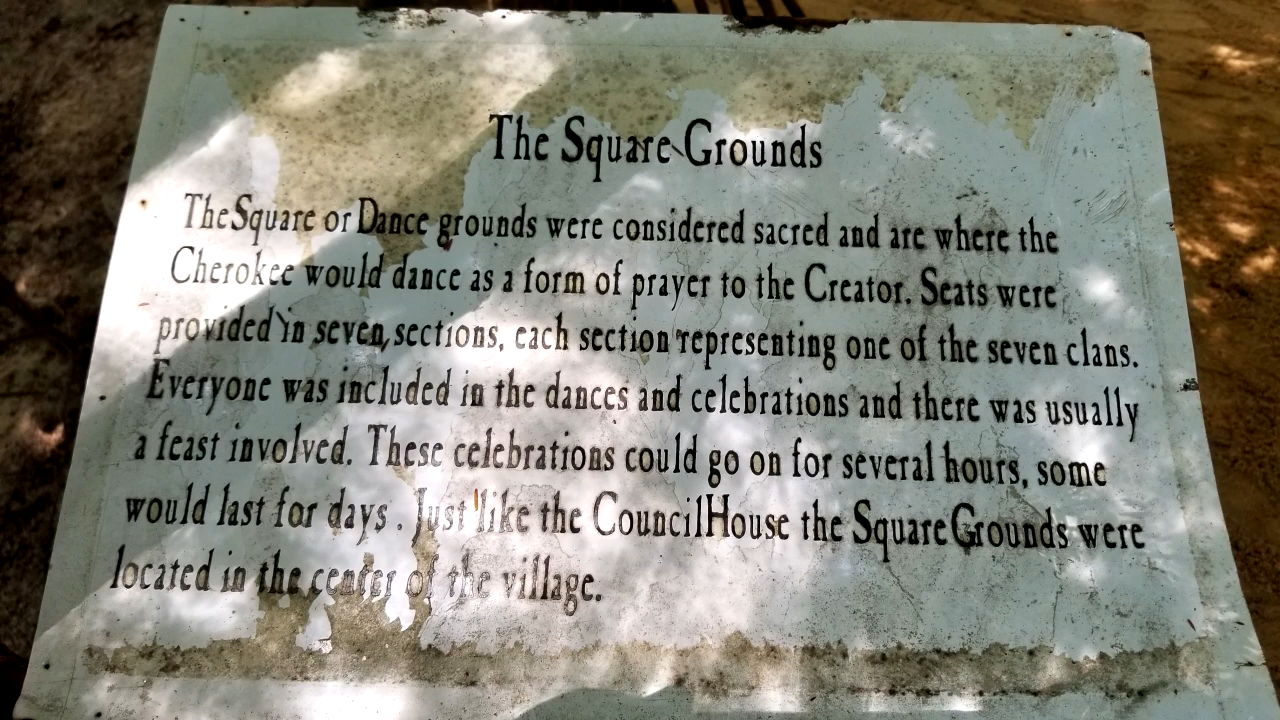 The Square Grounds
The Square or Dance grounds were considered sacred and are where the
Cherokee would dance as a form of prayer to the Creator. Seats were
provided in seven sections, each section representing one of the seven clans.
Everyone was included in the dances and celebrations and there was usually
a feast involved. These celebrations could go on for several hours, some
would last for days . Just like the Council House the Square Grounds were
located in the center of the village.